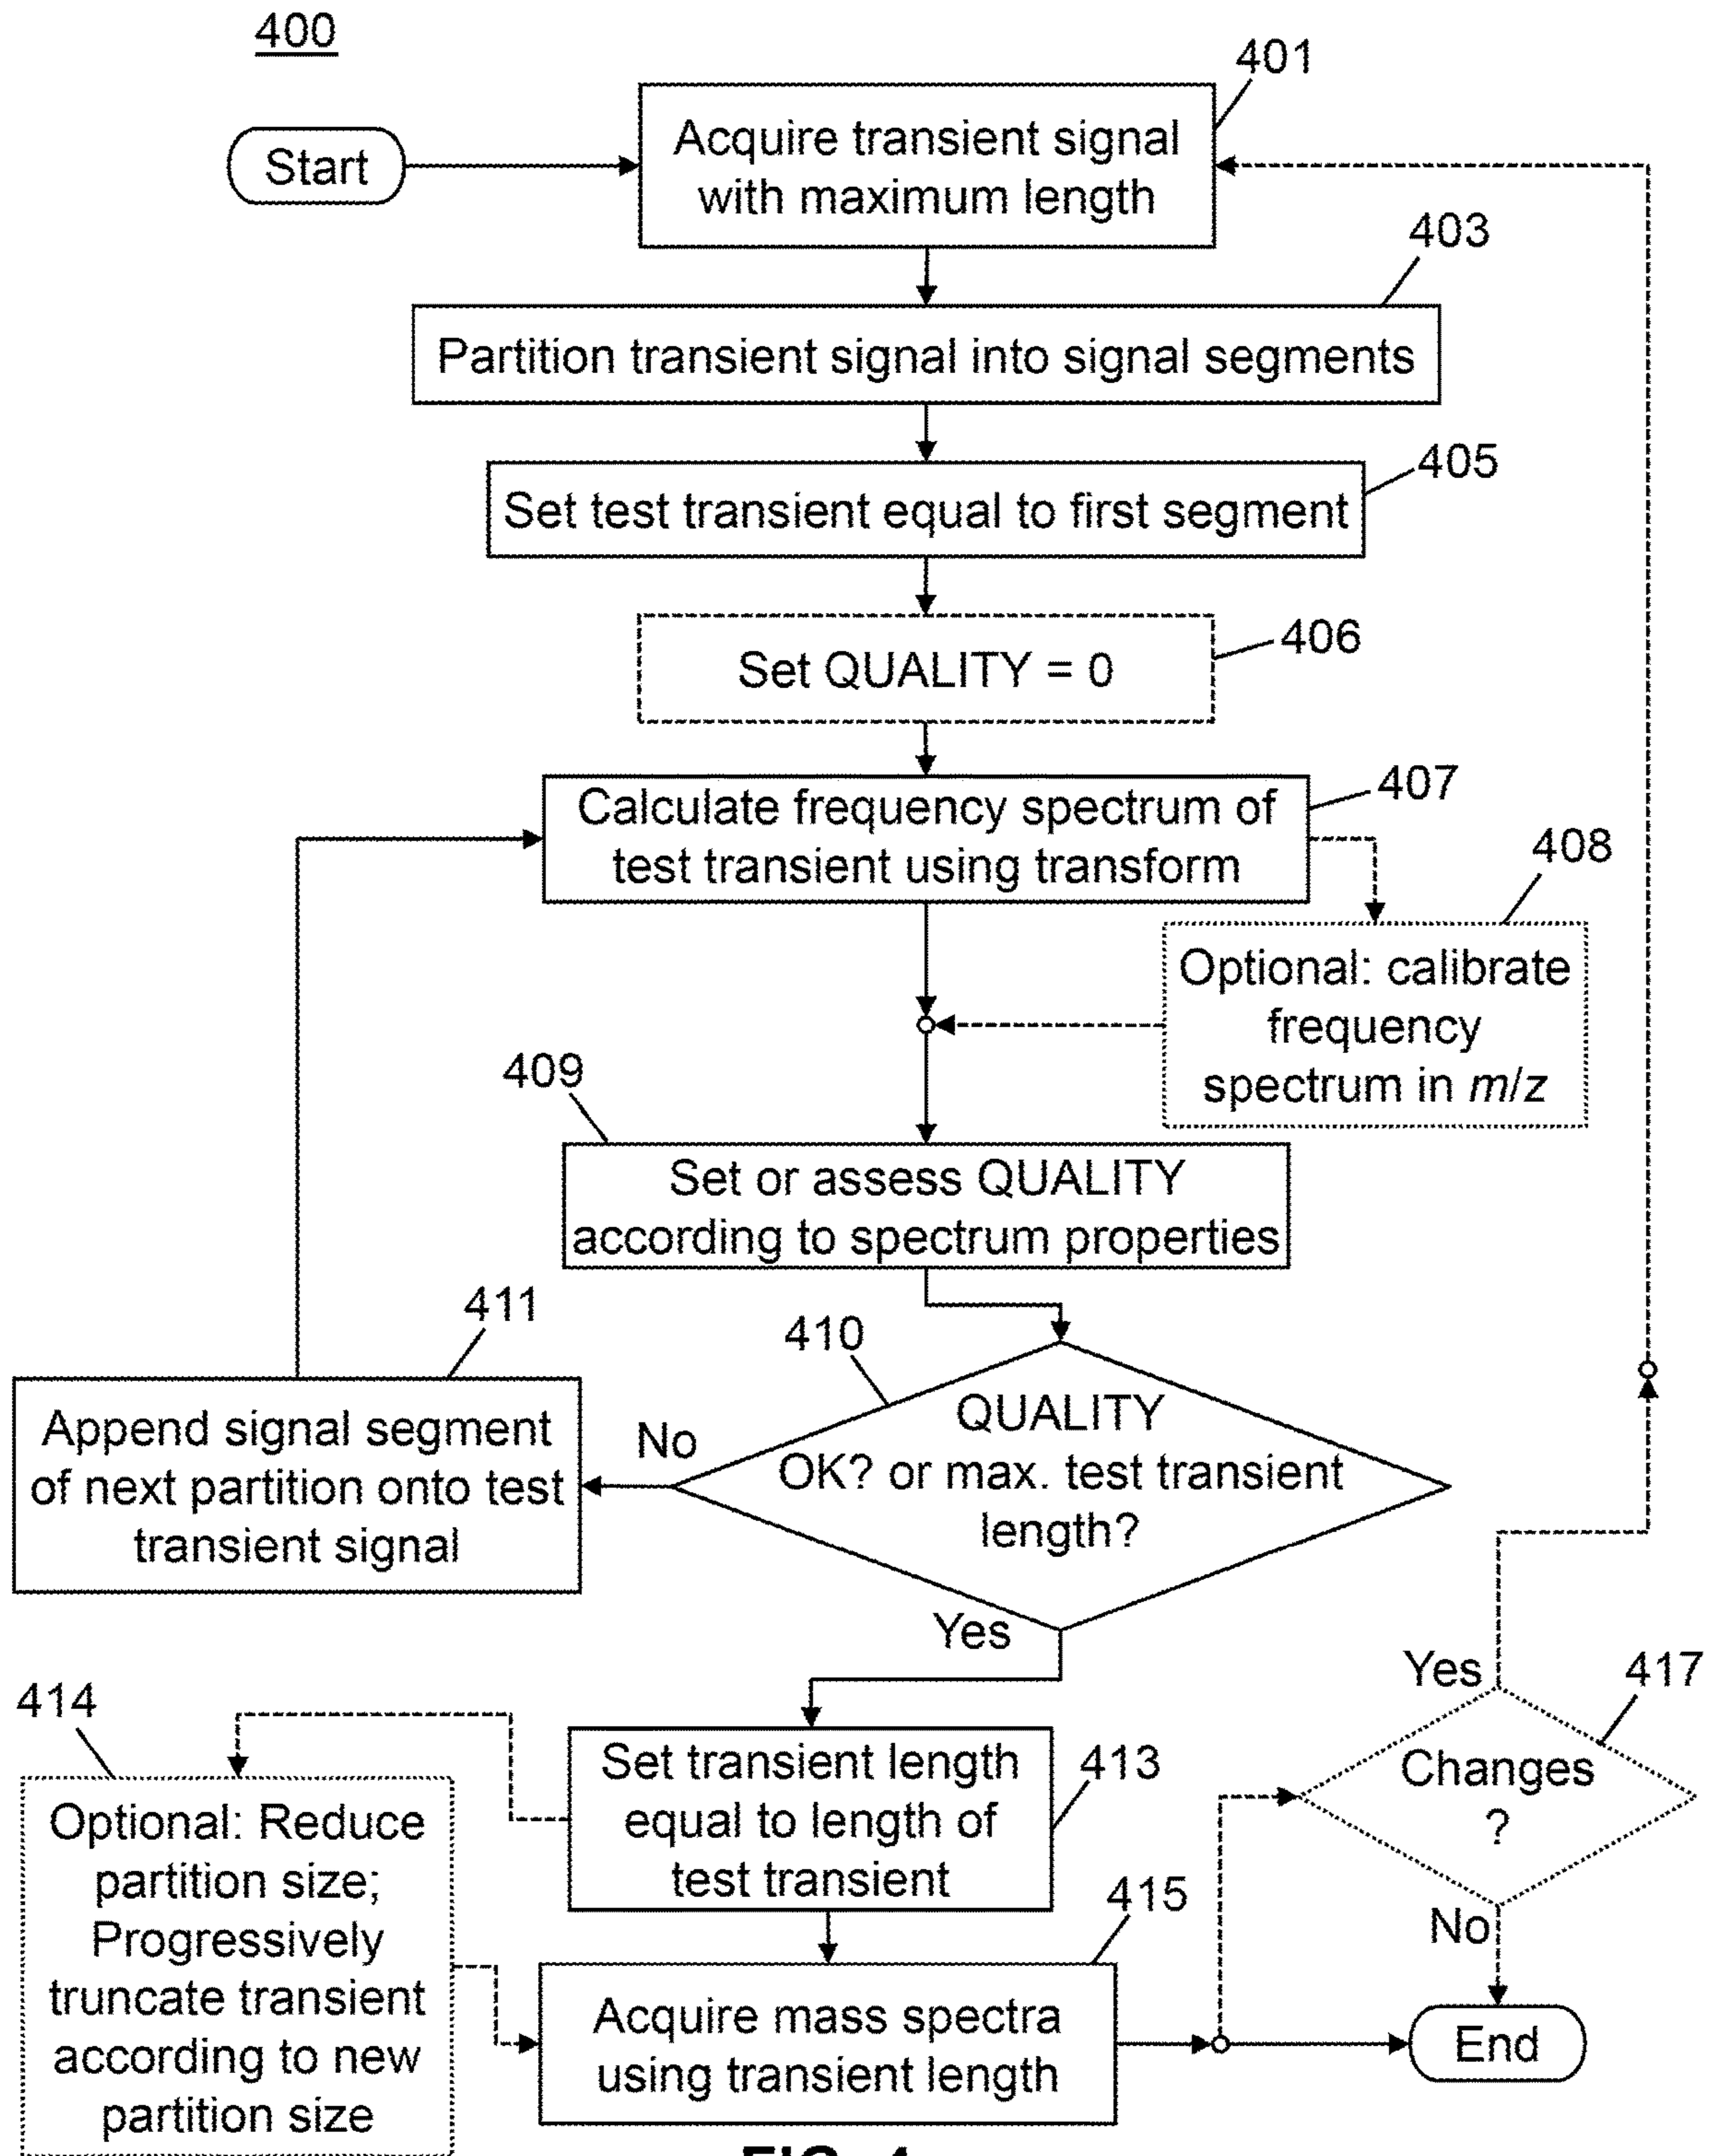 400
401
Start
Acquire transient signal
with maximum length
403
Partition transient signal into signal segments
405
Set test transient equal to first segment
406
Set QUALITY = 0
407
Calculate frequency spectrum of
test transient using transform
408
Optional: calibrate
frequency
spectrum in m/z
409
Set or assess QUALITY
according to spectrum properties
411
410
Append signal segment
of next partition onto test
transient signal
No
QUALITY
OK? or max. test transient
length?
Yes
414
Optional: Reduce
partition size;
Progressively
truncate transient
according to new
partition size
Set transient length
equal to length of
test transient
413
415
Acquire mass spectra
using transient length
Yes
417
Changes
?
No
End
FIG. 4